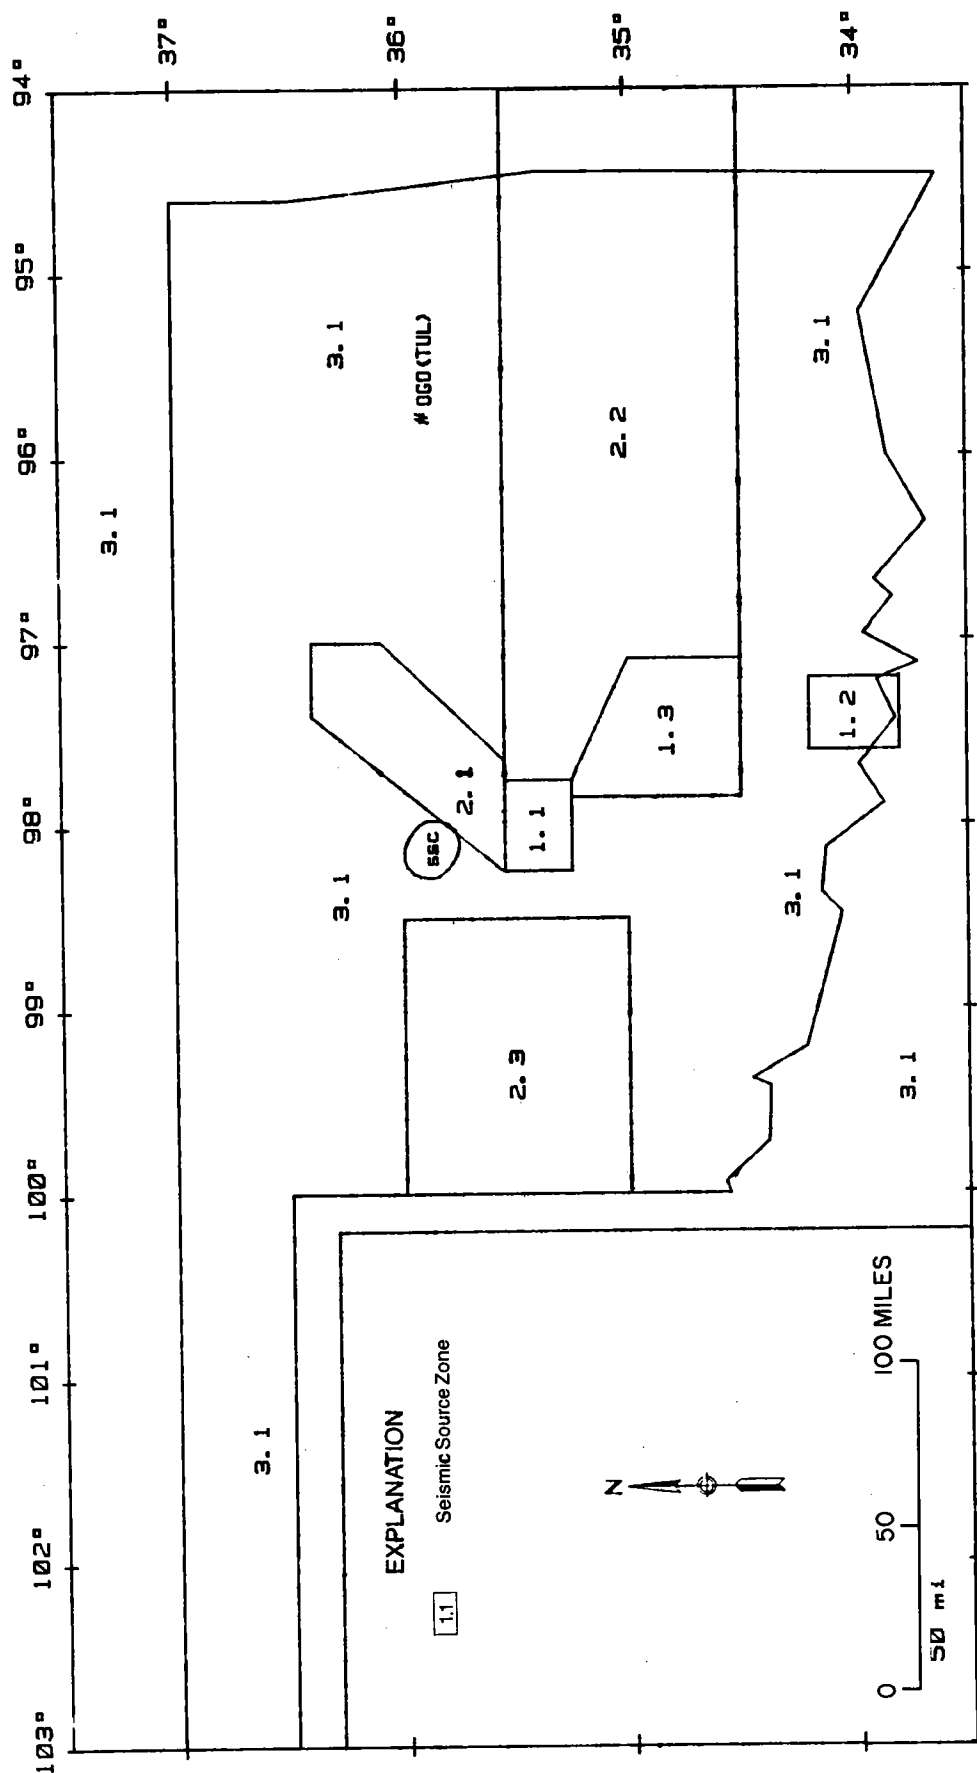 103° 102° 101° 100° 99° 98° 97° 96° 95° 94°
37°
36°
35°
34°
3.1
3.1
3.1
3.1
# OGO(TUL)
SSC
2.1
2.2
2.3
1.1
1.3
1.2
3.1
3.1
3.1
EXPLANATION
1.1 Seismic Source Zone
N
0 50 100 MILES
50 mi